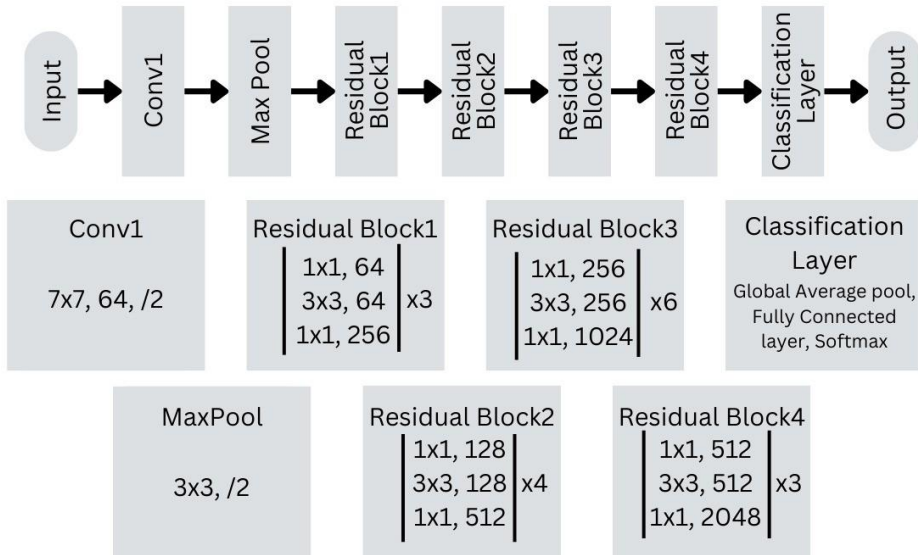 Input
Conv1
Max Pool
Residual
Block1
Residual
Block2
Residual
Block3
Residual
Block4
Classification
Layer
Output
Conv1
7x7, 64, /2
Residual Block1
1x1, 64
3x3, 64
1x1, 256
x3
Residual Block3
1x1, 256
3x3, 256
1x1, 1024
x6
Classification
Layer
Global Average pool,
Fully Connected
layer, Softmax
MaxPool
3x3, /2
Residual Block2
1x1, 128
3x3, 128
1x1, 512
x4
Residual Block4
1x1, 512
3x3, 512
1x1, 2048
x3